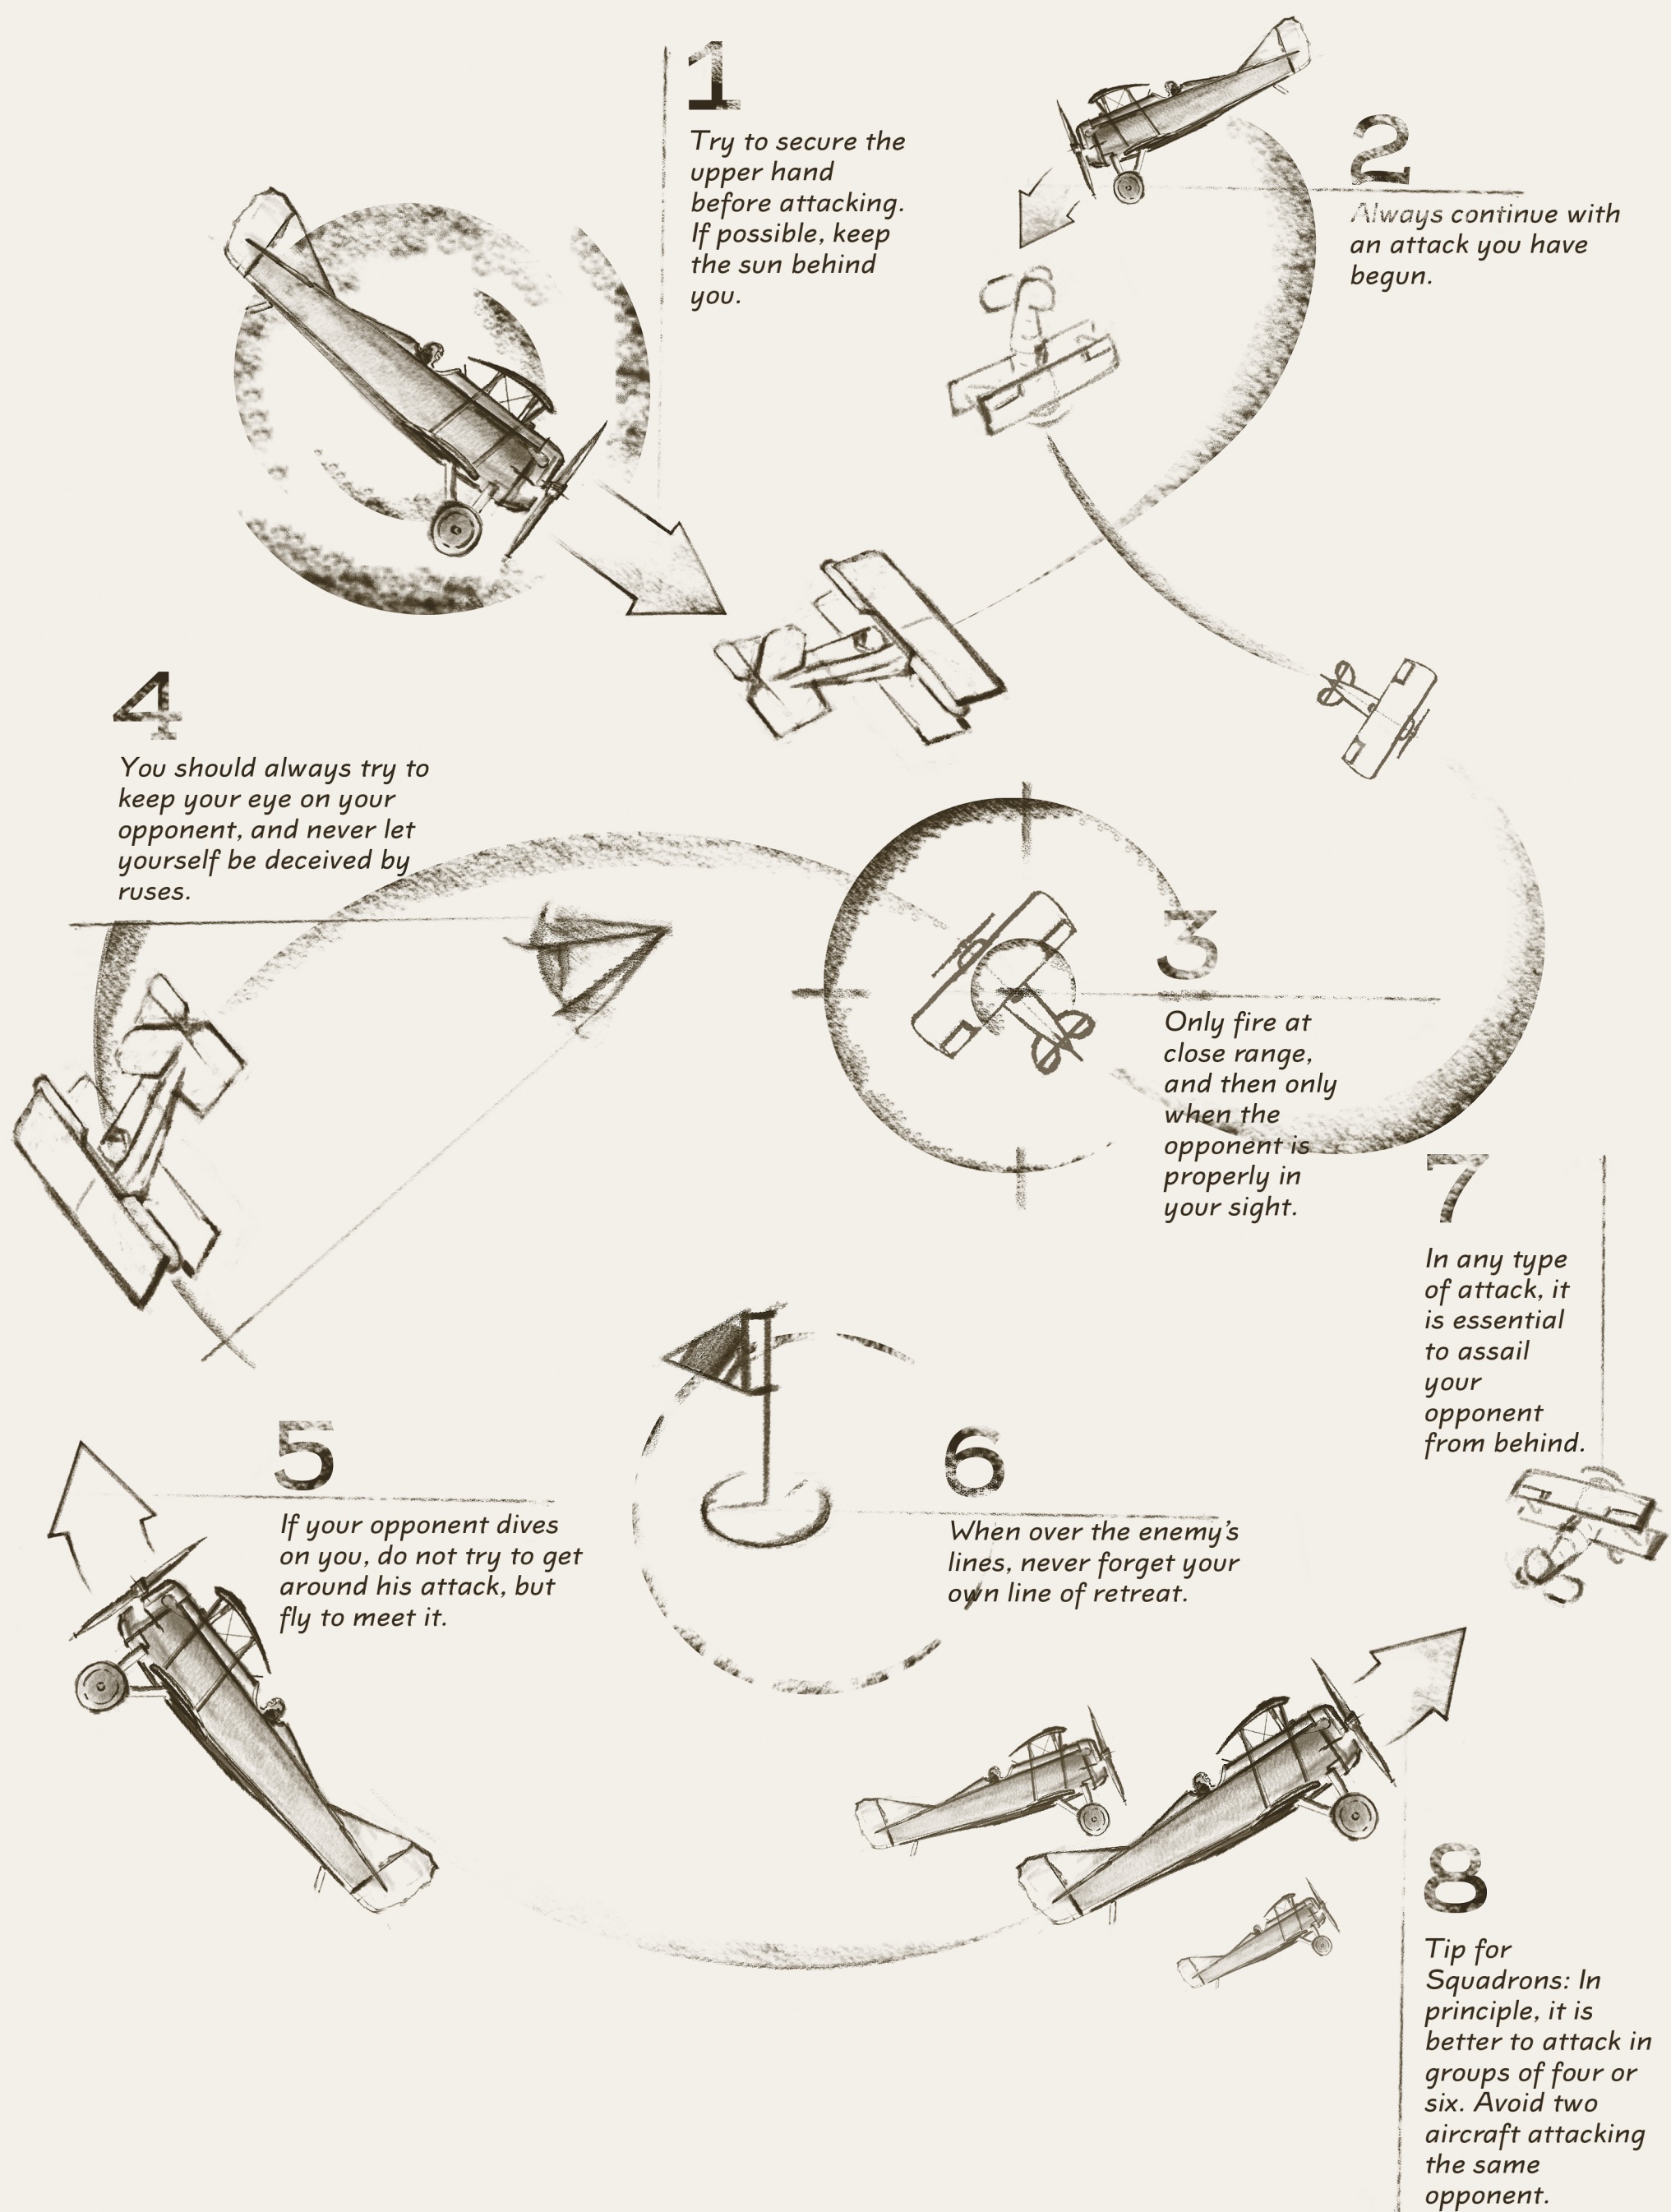 1
Try to secure the
upper hand
before attacking.
If possible, keep
the sun behind
you.
2
Always continue with
an attack you have
begun.
3
Only fire at
close range,
and then only
when the
opponent is
properly in
your sight.
4
You should always try to
keep your eye on your
opponent, and never let
yourself be deceived by
ruses.
5
If your opponent dives
on you, do not try to get
around his attack, but
fly to meet it.
6
When over the enemy’s
lines, never forget your
own line of retreat.
7
In any type
of attack, it
is essential
to assail
your
opponent
from behind.
8
Tip for
Squadrons: In
principle, it is
better to attack in
groups of four or
six. Avoid two
aircraft attacking
the same
opponent.